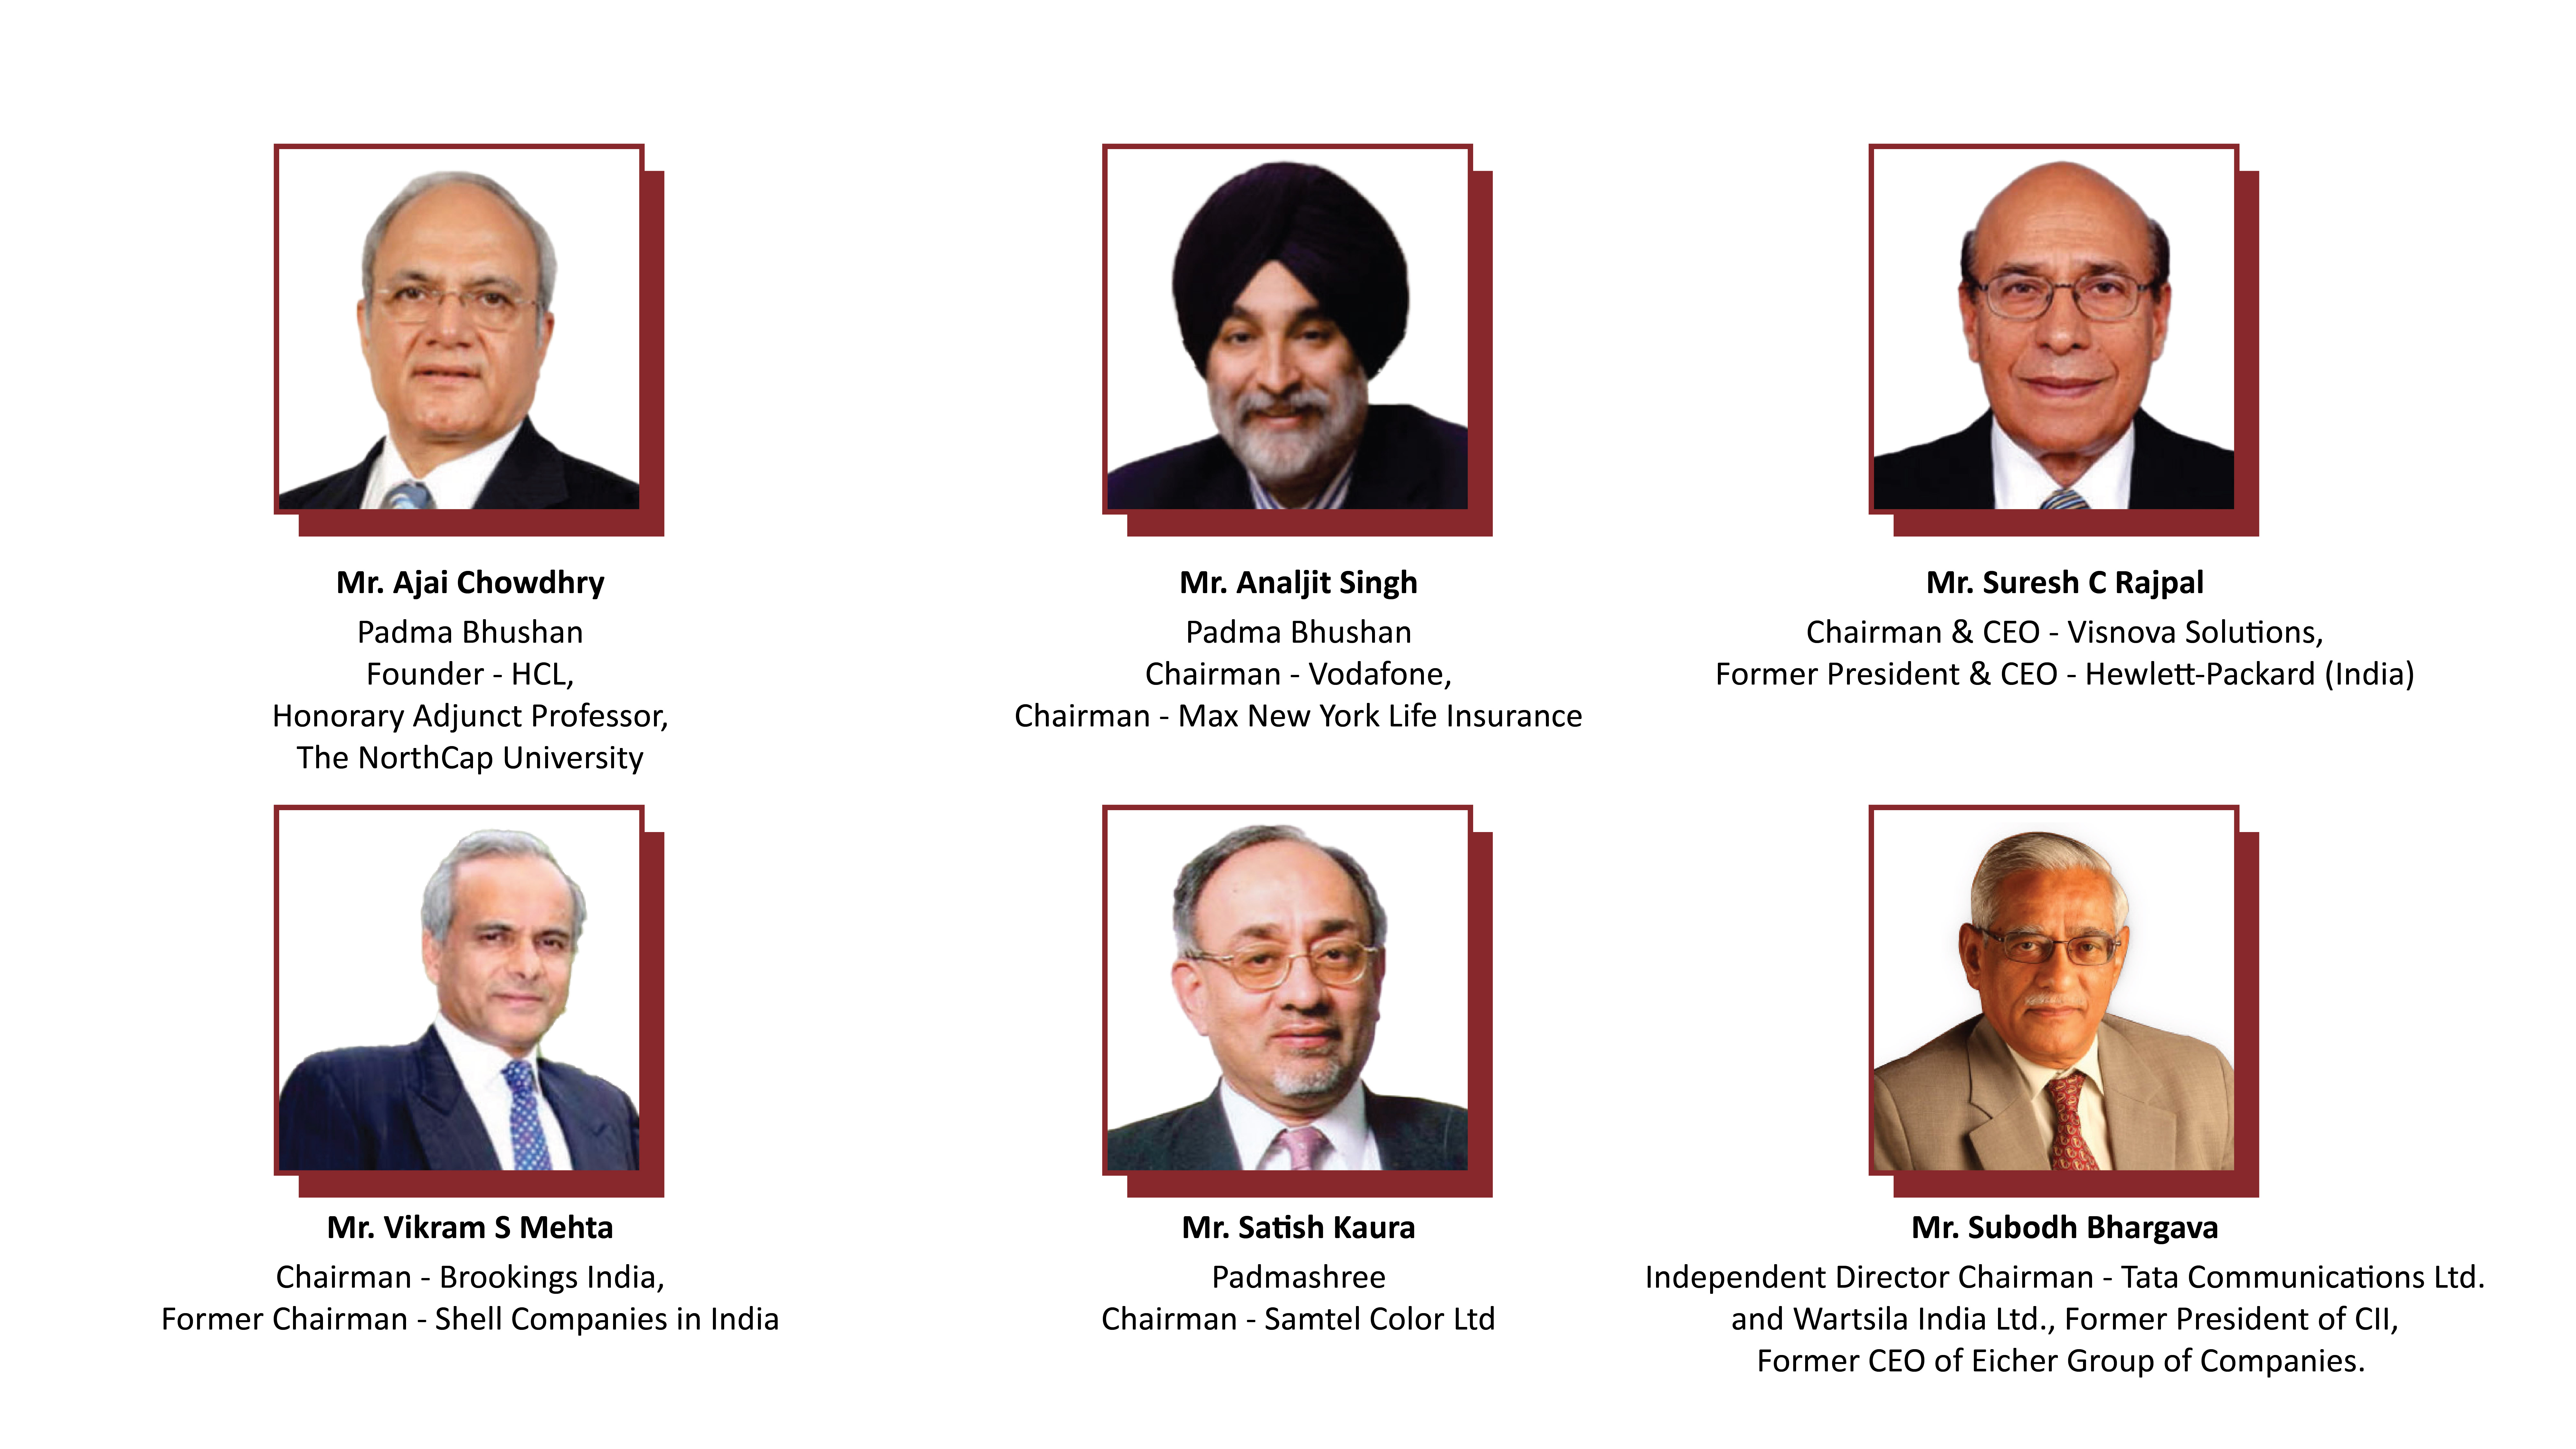 Mr. Ajai Chowdhry
Padma Bhushan
Founder - HCL,
Honorary Adjunct Professor,
The NorthCap University
Mr. Analjit Singh
Padma Bhushan
Chairman - Vodafone,
Chairman - Max New York Life Insurance
Mr. Suresh C Rajpal
Chairman & CEO - Visnova Solutions,
Former President & CEO - Hewlett-Packard (India)
Mr. Vikram S Mehta
Chairman - Brookings India,
Former Chairman - Shell Companies in India
Mr. Satish Kaura
Padmashree
Chairman - Samtel Color Ltd
Mr. Subodh Bhargava
Independent Director Chairman - Tata Communications Ltd.
and Wartsila India Ltd., Former President of CII,
Former CEO of Eicher Group of Companies.